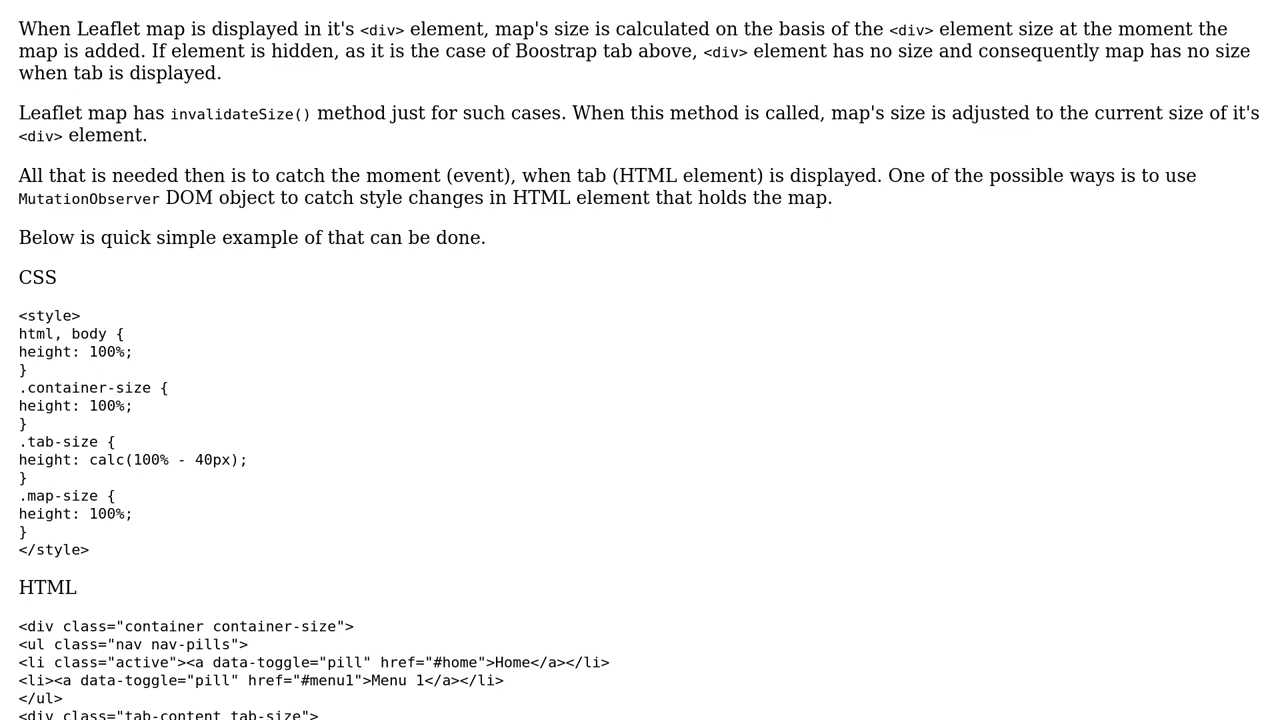 When Leaflet map is displayed in it's <div> element, map's size is calculated on the basis of the <div> element size at the moment the
map is added. If element is hidden, as it is the case of Boostrap tab above, <div> element has no size and consequently map has no size
when tab is displayed.
Leaflet map has invalidateSize() method just for such cases. When this method is called, map's size is adjusted to the current size of it's
<div> element.
All that is needed then is to catch the moment (event), when tab (HTML element) is displayed. One of the possible ways is to use
MutationObserver DOM object to catch style changes in HTML element that holds the map.
Below is quick simple example of that can be done.
CSS
<style>
html, body {
height: 100%;
}
.container-size {
height: 100%;
}
.tab-size {
height: calc(100% - 40px);
}
.map-size {
height: 100%;
}
</style>
HTML
<div class="container container-size">
<ul class="nav nav-pills">
<li class="active"><a data-toggle="pill" href="#home">Home</a></li>
<li><a data-toggle="pill" href="#menu1">Menu 1</a></li>
</ul>
<div class="tab-content tab-size">